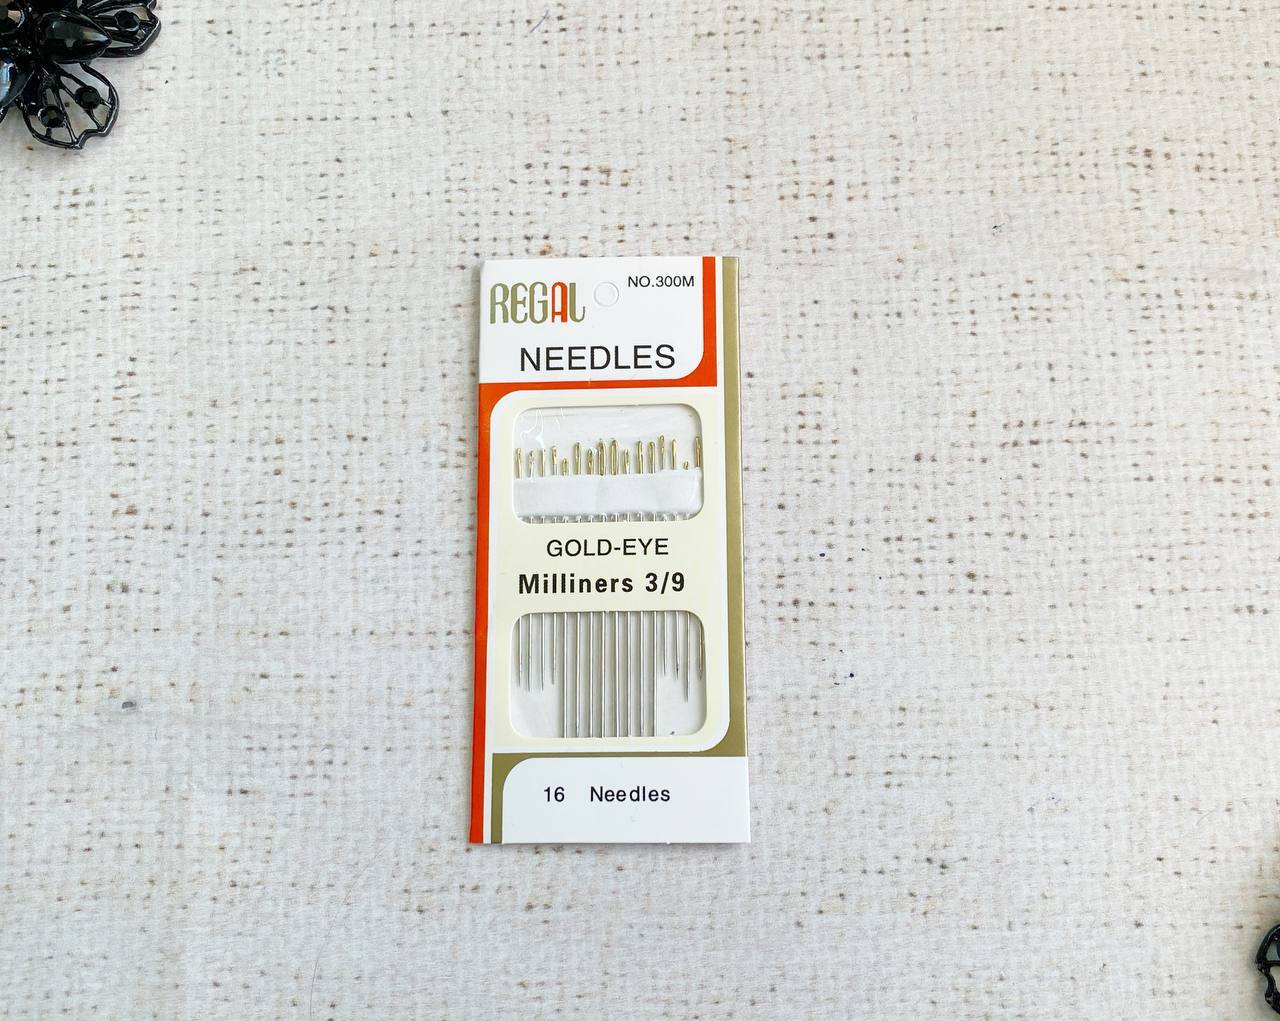 REGAL
NO.300M
NEEDLES
GOLD-EYE
Milliners 3/9
16 Needles